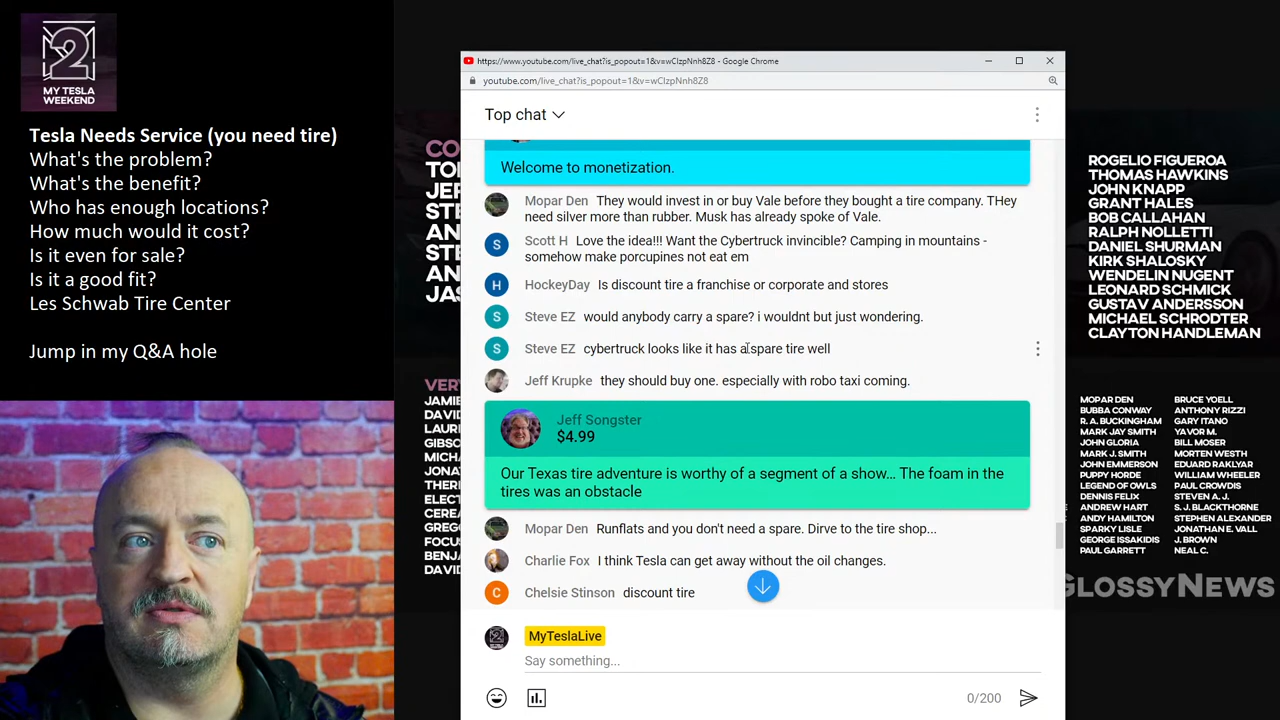 2
MY TESLA
WEEKEND
Tesla Needs Service (you need tire)
What's the problem?
What's the benefit?
Who has enough locations?
How much would it cost?
Is it even for sale?
Is it a good fit?
Les Schwab Tire Center
Jump in my Q&A hole
https://www.youtube.com/live_chat?is_popout=1&v=wCIzpNnh8Z8 - Google Chrome
youtube.com/live_chat?is_popout=1&v=wCIzpNnh8Z8
Top chat
Welcome to monetization.
Mopar Den They would invest in or buy Vale before they bought a tire company. THey
need silver more than rubber. Musk has already spoke of Vale.
S Scott H Love the idea!!! Want the Cybertruck invincible? Camping in mountains -
somehow make porcupines not eat em
H HockeyDay Is discount tire a franchise or corporate and stores
S Steve EZ would anybody carry a spare? i wouldnt but just wondering.
S Steve EZ cybertruck looks like it has a spare tire well
Jeff Krupke they should buy one. especially with robo taxi coming.
Jeff Songster
$4.99
Our Texas tire adventure is worthy of a segment of a show... The foam in the
tires was an obstacle
Mopar Den Runflats and you don't need a spare. Dirve to the tire shop...
Charlie Fox I think Tesla can get away without the oil changes.
C Chelsie Stinson discount tire
MyTeslaLive
Say something...
0/200
ROGELIO FIGUEROA
THOMAS HAWKINS
JOHN KNAPP
GRANT HALES
BOB CALLAHAN
RALPH NOLLETTI
DANIEL SHURMAN
KIRK SHALOSKY
WENDELIN NUGENT
LEONARD SCHMICK
GUSTAV ANDERSSON
MICHAEL SCHRODTER
CLAYTON HANDLEMAN
MOPAR DEN
BUBBA CONWAY
R. A. BUCKINGHAM
MARK JAY SMITH
JOHN GLORIA
MARK J. SMITH
JOHN EMMERSON
PUPPY HORDE
LEGEND OF OWLS
DENNIS FELIX
ANDREW HART
ANDY HAMILTON
SPARKY LISLE
GEORGE ISSAKIDIS
PAUL GARRETT
BRUCE YOELL
ANTHONY RIZZI
GARY ITANO
YAVOR M.
BILL MOSER
MORTEN WESTH
EDUARD RAKLYAR
WILLIAM WHEELER
PAUL CROWDIS
STEVEN A. J.
S. J. BLACKTHORNE
STEPHEN ALEXANDER
JONATHAN E. VALL
J. BROWN
NEAL C.
GLOSSYNEWS